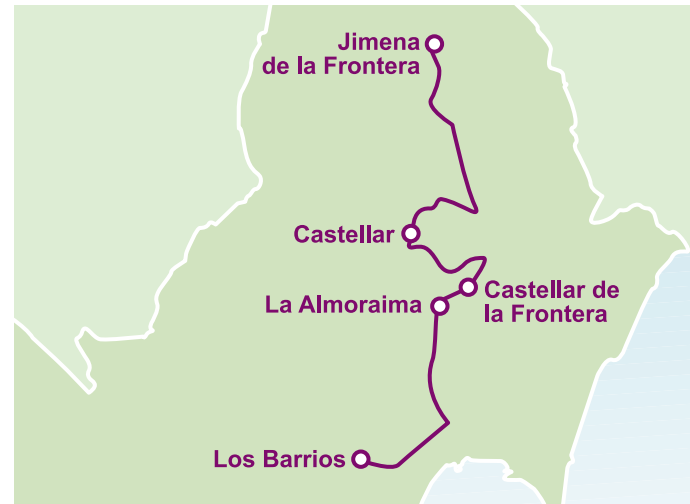 Jimena
de la Frontera
Castellar
Castellar de
la Frontera
La Almoraima
Los Barrios